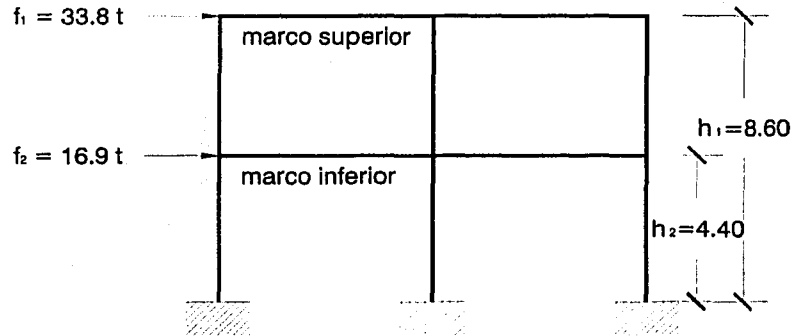 f₁ = 33.8 t
marco superior
h₁=8.60
f₂ = 16.9 t
marco inferior
h₂=4.40